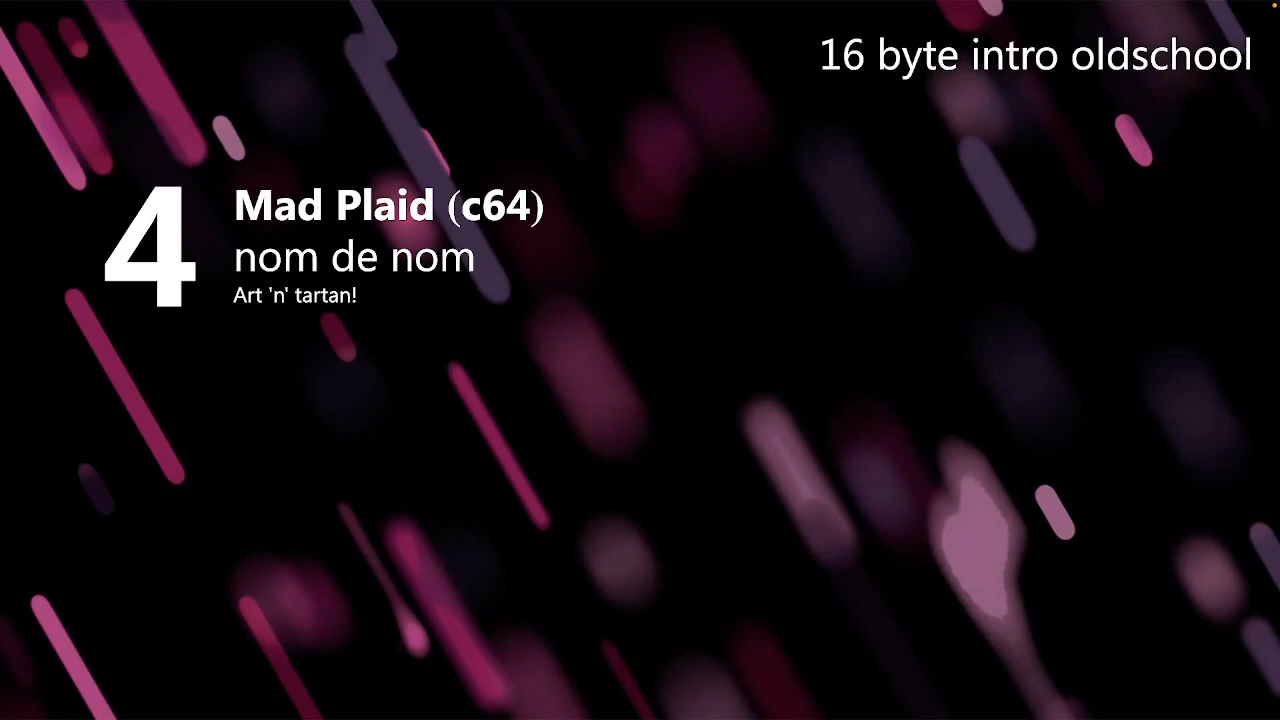 16 byte intro oldschool
4
Mad Plaid (c64)
nom de nom
Art 'n' tartan!